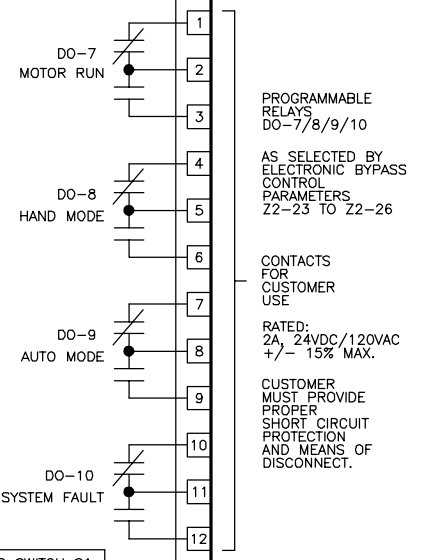 1
DO-7
MOTOR RUN
2
3
4
DO-8
HAND MODE
5
6
7
DO-9
AUTO MODE
8
9
10
DO-10
SYSTEM FAULT
11
12
PROGRAMMABLE
RELAYS
DO-7/8/9/10
AS SELECTED BY
ELECTRONIC BYPASS
CONTROL
PARAMETERS
Z2-23 TO Z2-26
CONTACTS
FOR
CUSTOMER
USE
RATED:
2A, 24VDC/120VAC
+/- 15% MAX.
CUSTOMER
MUST PROVIDE
PROPER
SHORT CIRCUIT
PROTECTION
AND MEANS OF
DISCONNECT.